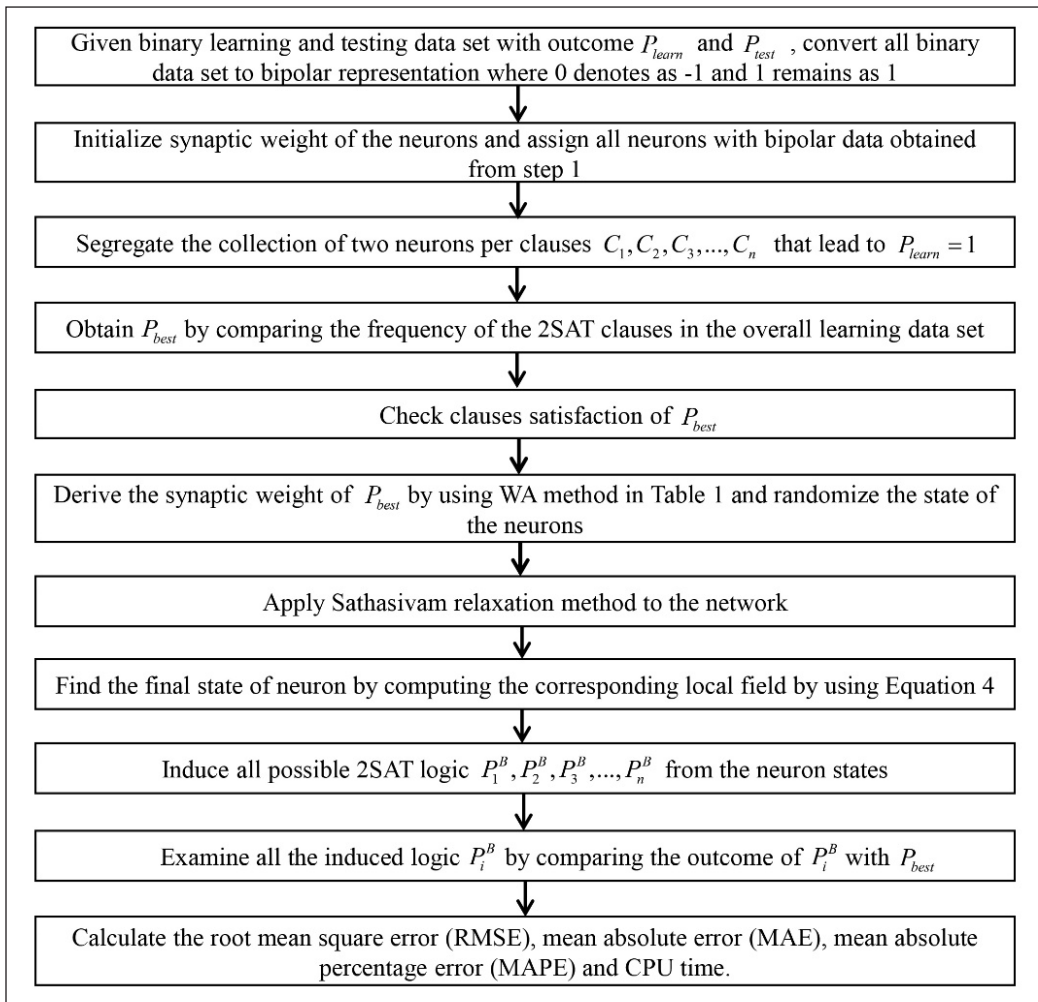 Given binary learning and testing data set with outcome P_learn and P_test , convert all binary
data set to bipolar representation where 0 denotes as -1 and 1 remains as 1
Initialize synaptic weight of the neurons and assign all neurons with bipolar data obtained
from step 1
Segregate the collection of two neurons per clauses C_1, C_2, C_3,..., C_n that lead to P_learn = 1
Obtain P_best by comparing the frequency of the 2SAT clauses in the overall learning data set
Check clauses satisfaction of P_best
Derive the synaptic weight of P_best by using WA method in Table 1 and randomize the state of
the neurons
Apply Sathasivam relaxation method to the network
Find the final state of neuron by computing the corresponding local field by using Equation 4
Induce all possible 2SAT logic P_1^B, P_2^B, P_3^B,..., P_n^B from the neuron states
Examine all the induced logic P_i^B by comparing the outcome of P_i^B with P_best
Calculate the root mean square error (RMSE), mean absolute error (MAE), mean absolute
percentage error (MAPE) and CPU time.